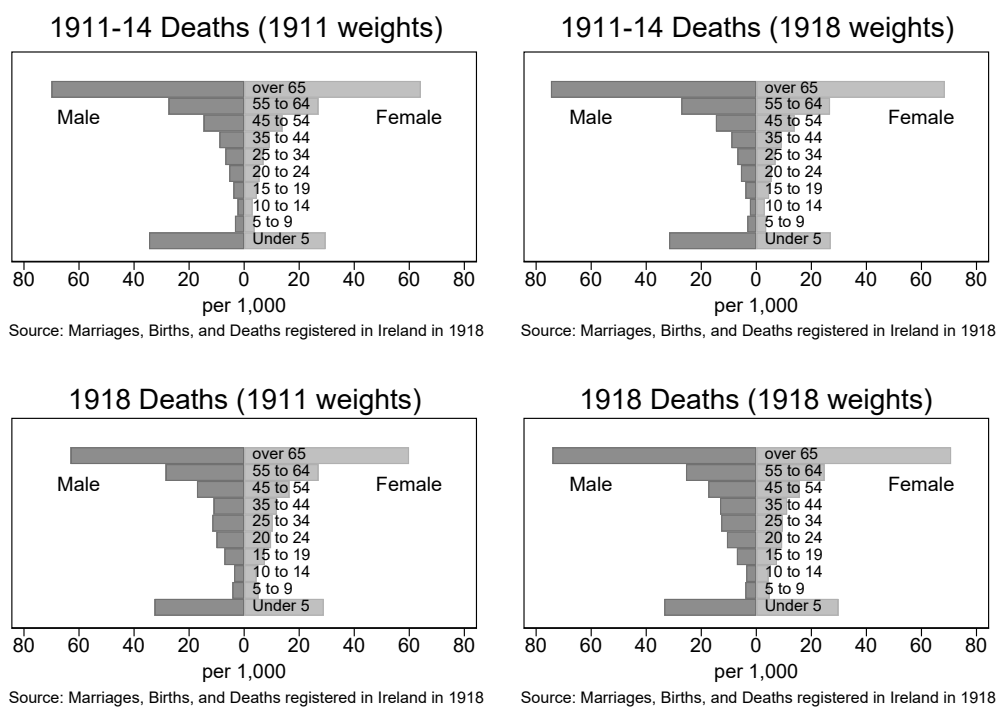 1911-14 Deaths (1911 weights)
over 65
55 to 64
Male
45 to 54
Female
35 to 44
25 to 34
20 to 24
15 to 19
10 to 14
5 to 9
Under 5
80 60 40 20 0 20 40 60 80
per 1,000
Source: Marriages, Births, and Deaths registered in Ireland in 1918
1911-14 Deaths (1918 weights)
over 65
55 to 64
Male
45 to 54
Female
35 to 44
25 to 34
20 to 24
15 to 19
10 to 14
5 to 9
Under 5
80 60 40 20 0 20 40 60 80
per 1,000
Source: Marriages, Births, and Deaths registered in Ireland in 1918
1918 Deaths (1911 weights)
over 65
55 to 64
Male
45 to 54
Female
35 to 44
25 to 34
20 to 24
15 to 19
10 to 14
5 to 9
Under 5
80 60 40 20 0 20 40 60 80
per 1,000
Source: Marriages, Births, and Deaths registered in Ireland in 1918
1918 Deaths (1918 weights)
over 65
55 to 64
Male
45 to 54
Female
35 to 44
25 to 34
20 to 24
15 to 19
10 to 14
5 to 9
Under 5
80 60 40 20 0 20 40 60 80
per 1,000
Source: Marriages, Births, and Deaths registered in Ireland in 1918